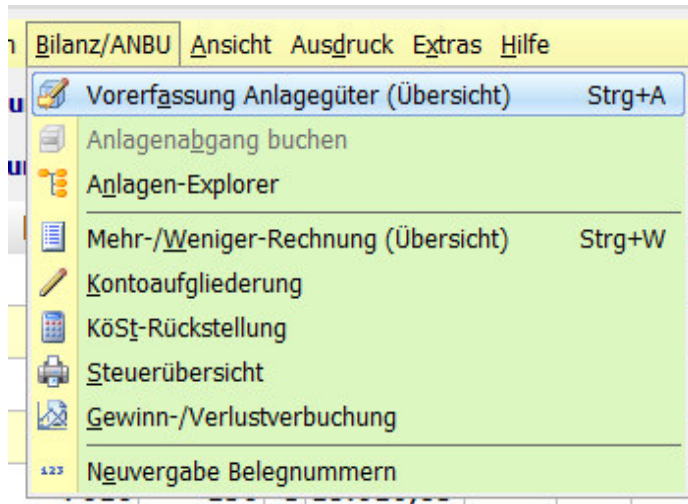 Bilanz/ANBU Ansicht Ausdruck Extras Hilfe
Vorerfassung Anlagegüter (Übersicht) Strg+A
Anlagenabgang buchen
Anlagen-Explorer
Mehr-/Weniger-Rechnung (Übersicht) Strg+W
Kontoaufgliederung
KöSt-Rückstellung
Steuerübersicht
Gewinn-/Verlustverbuchung
123 Neuvergabe Belegnummern